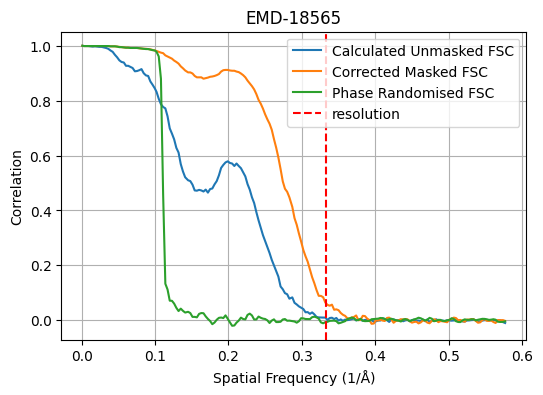 EMD-18565
Calculated Unmasked FSC
Corrected Masked FSC
Phase Randomised FSC
resolution
Correlation
1.0
0.8
0.6
0.4
0.2
0.0
0.0 0.1 0.2 0.3 0.4 0.5 0.6
Spatial Frequency (1/Å)